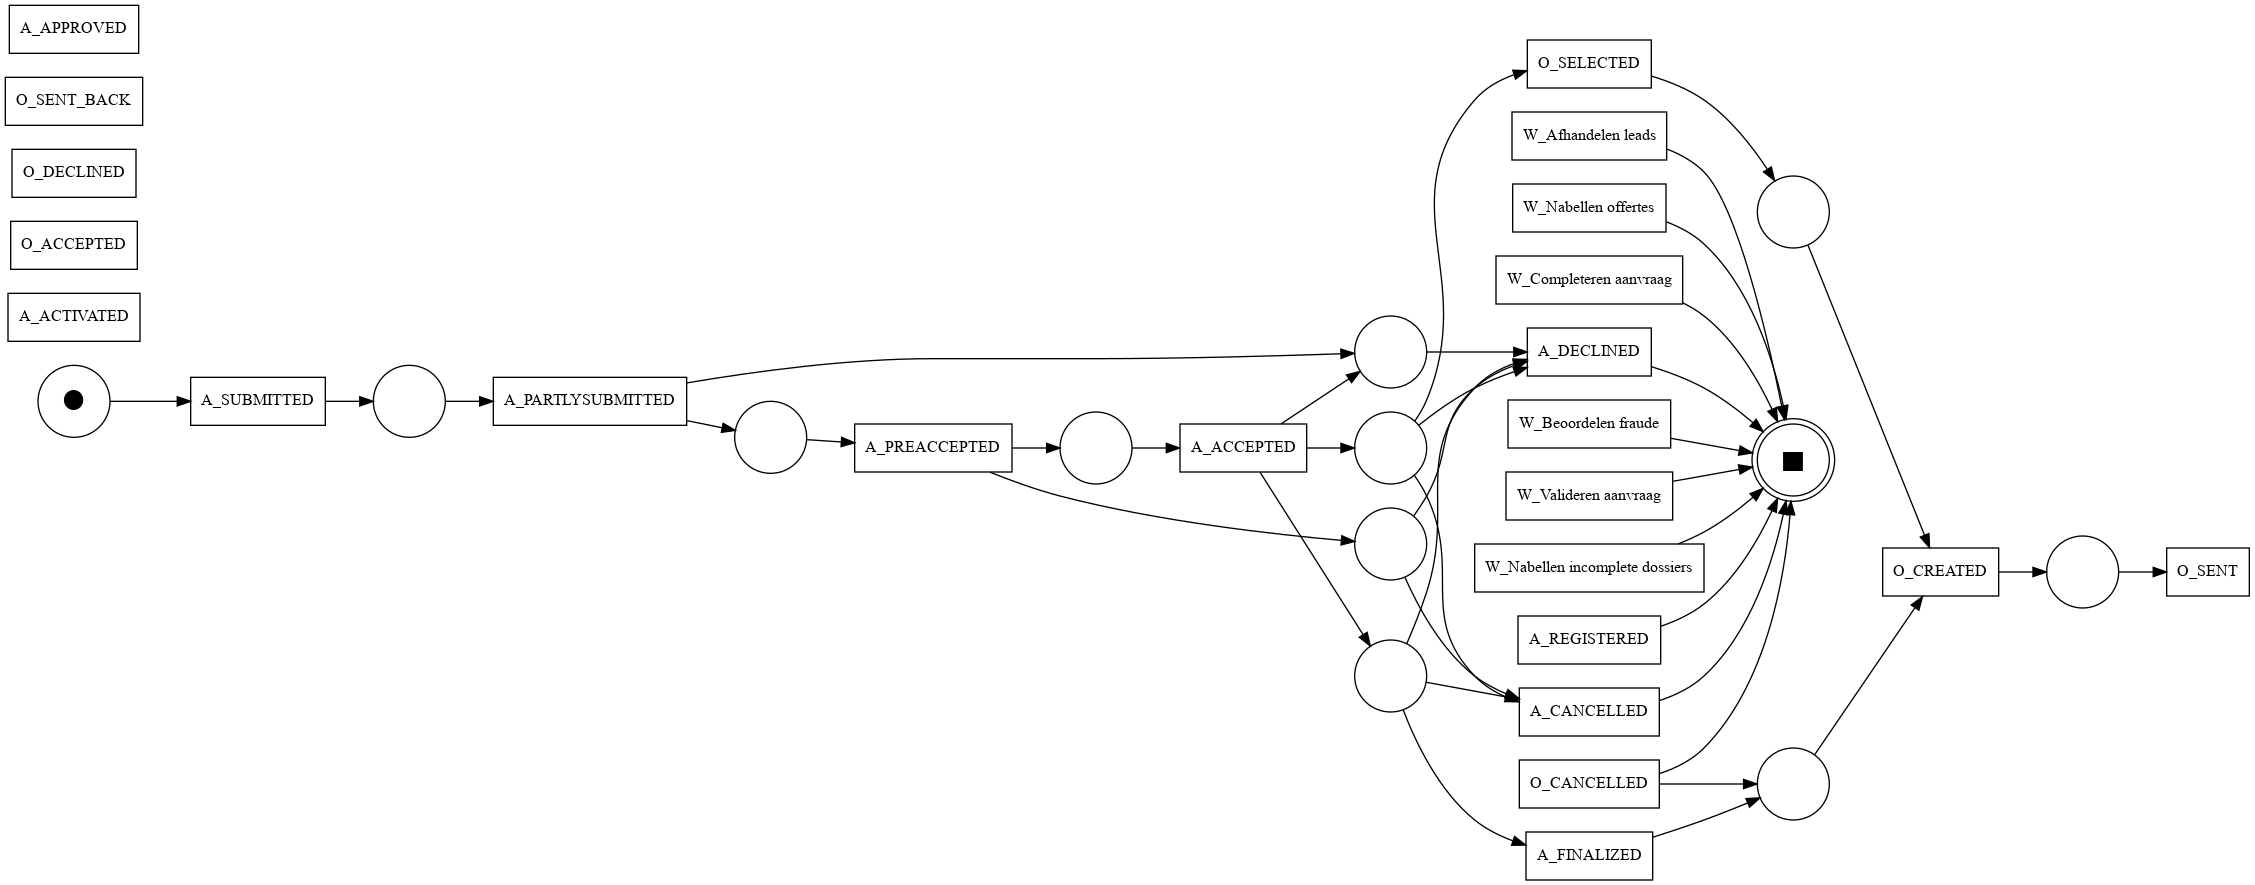 A_APPROVED
O_SENT_BACK
O_DECLINED
O_ACCEPTED
A_ACTIVATED
A_SUBMITTED
A_PARTLYSUBMITTED
A_PREACCEPTED
A_ACCEPTED
O_SELECTED
W_Afhandelen leads
W_Nabellen offertes
W_Completeren aanvraag
A_DECLINED
W_Beoordelen fraude
W_Valideren aanvraag
W_Nabellen incomplete dossiers
A_REGISTERED
A_CANCELLED
O_CANCELLED
A_FINALIZED
O_CREATED
O_SENT